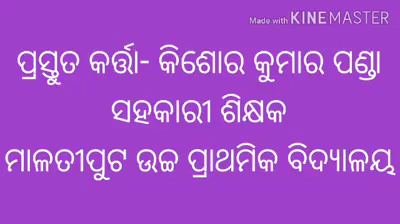 Made with KINEMASTER
ପ୍ରସ୍ତୁତ କର୍ତ୍ତା- କିଶୋର କୁମାର ପଣ୍ଡା
ସହକାରୀ ଶିକ୍ଷକ
ମାଳତୀପୁଟ ଉଚ୍ଚ ପ୍ରାଥମିକ ବିଦ୍ୟାଳୟ